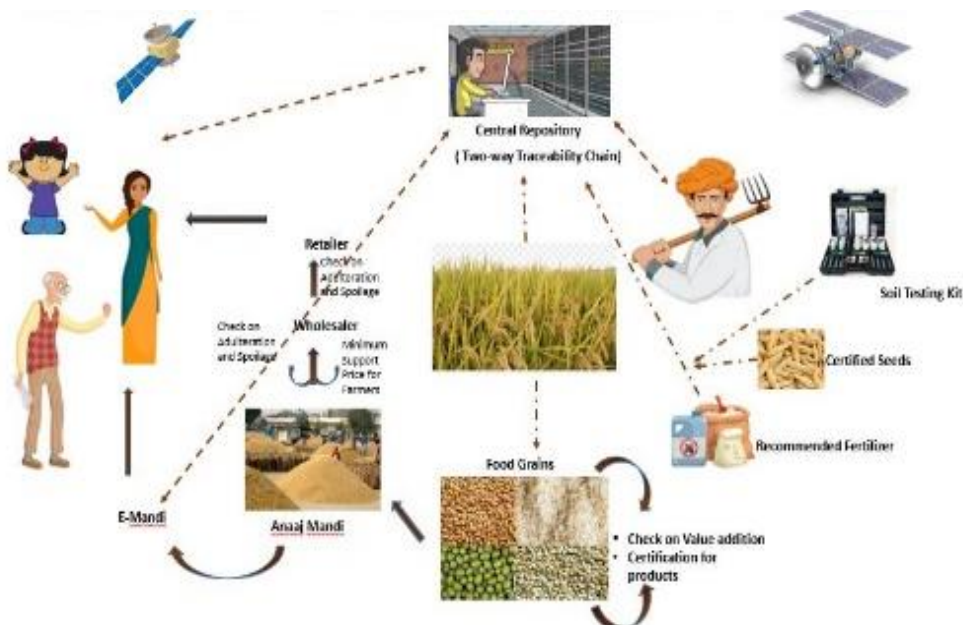 Central Repository
( Two-way Traceability Chain)
Retailer
Check on
and Spoilage
Soil Testing Kit
Wholesaler
Check on
Adulteration
and Spoilage
Minimum
Support
Price for
Farmers
Certified Seeds
Recommended Fertilizer
Food Grains
E-Mandi
Anaaj Mandi
• Check on Value addition
• Certification for
products